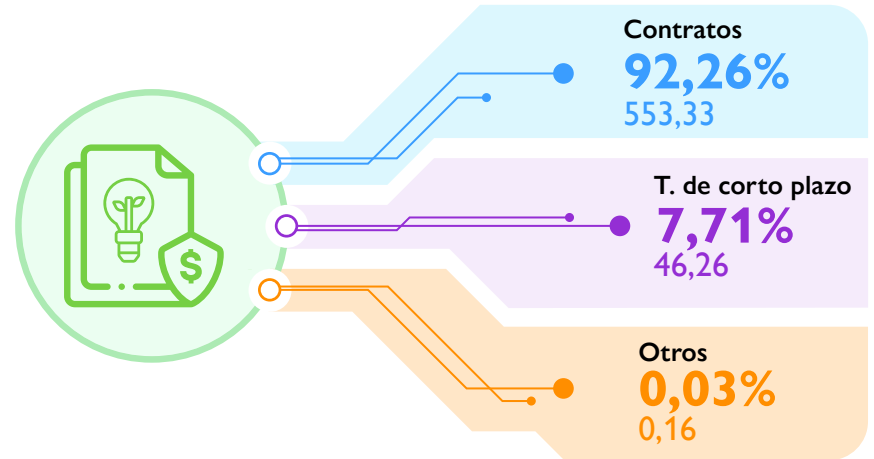 Contratos
92,26%
553,33
T. de corto plazo
7,71%
46,26
$
Otros
0,03%
0,16